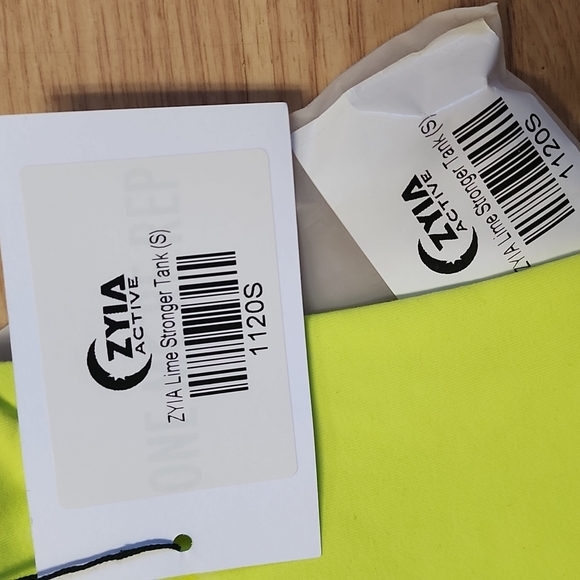 ZYIA
ACTIVE
ZYIA Lime Stronger Tank (S)
1120S
ZYIA
ACTIVE
ZYIA Lime Stronger Tank (S)
1120S